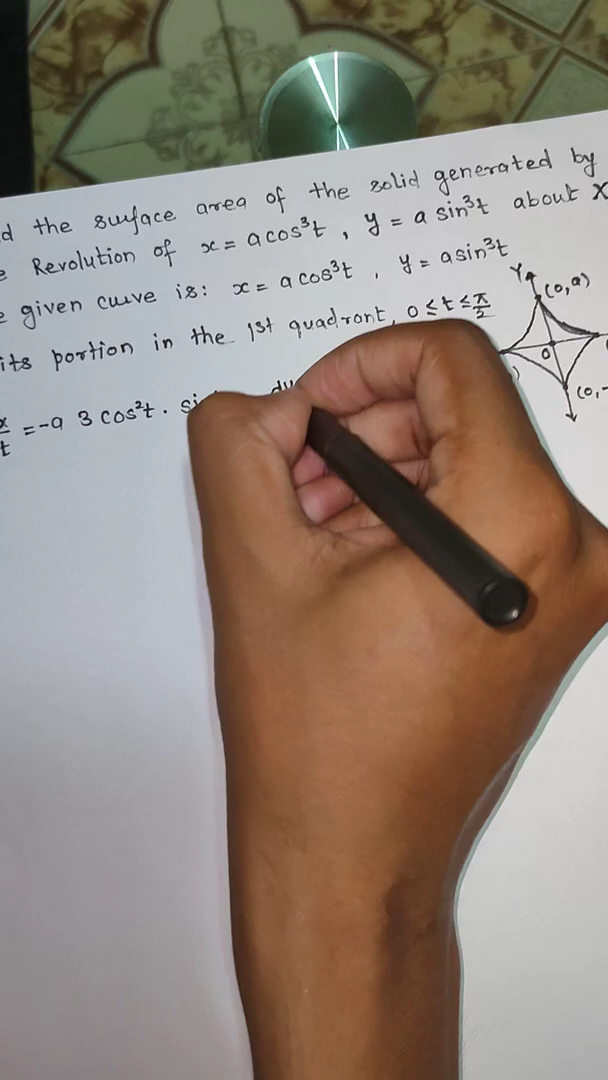 d the surface area of the solid generated by
e Revolution of x = a cos³t , y = a sin³t about X
e given curve is: x = a cos³t , y = a sin³t
its portion in the 1st quadront, 0 ≤ t ≤ π/2
x/t = -a 3 cos²t . si
Y
(0,a)
0
(0,-
)